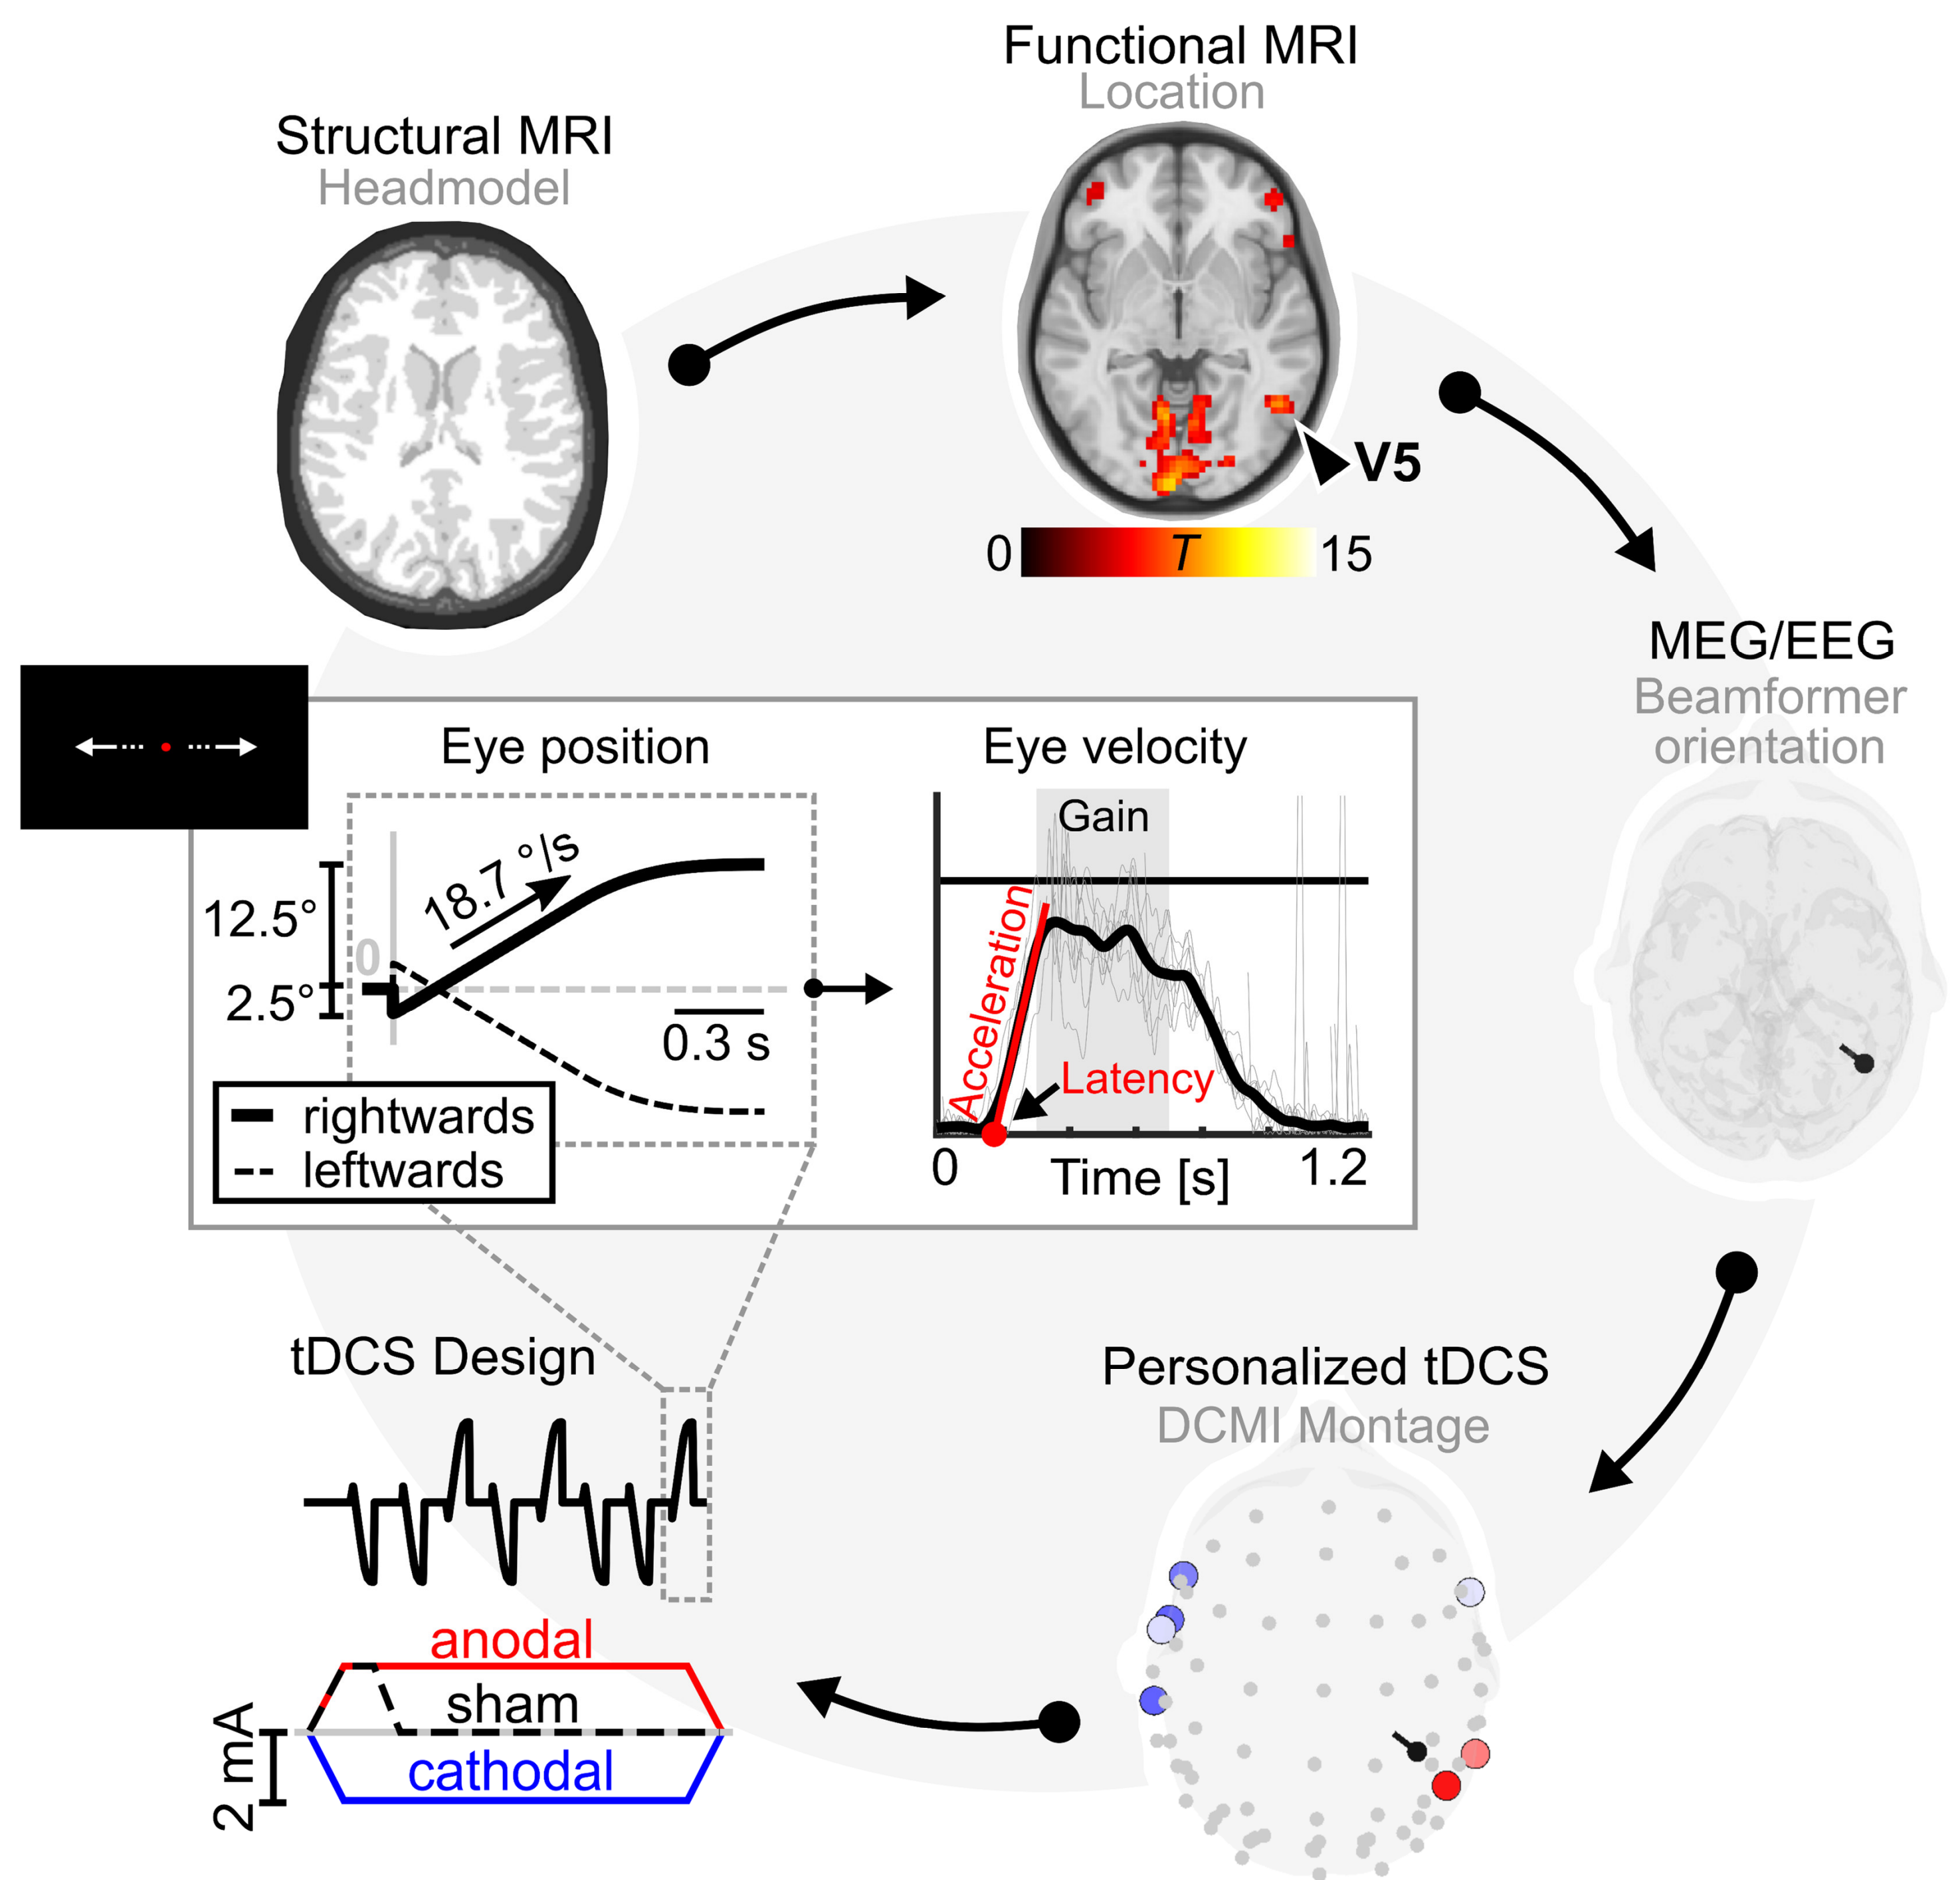 Functional MRI
Location
Structural MRI
Headmodel
V5
0
T
15
MEG/EEG
Beamformer
orientation
Eye position
Eye velocity
Gain
18.7 °/s
12.5°
0
2.5°
0.3 s
Acceleration
Latency
rightwards
leftwards
0
Time [s]
1.2
tDCS Design
Personalized tDCS
DCMI Montage
anodal
sham
cathodal
2 mA